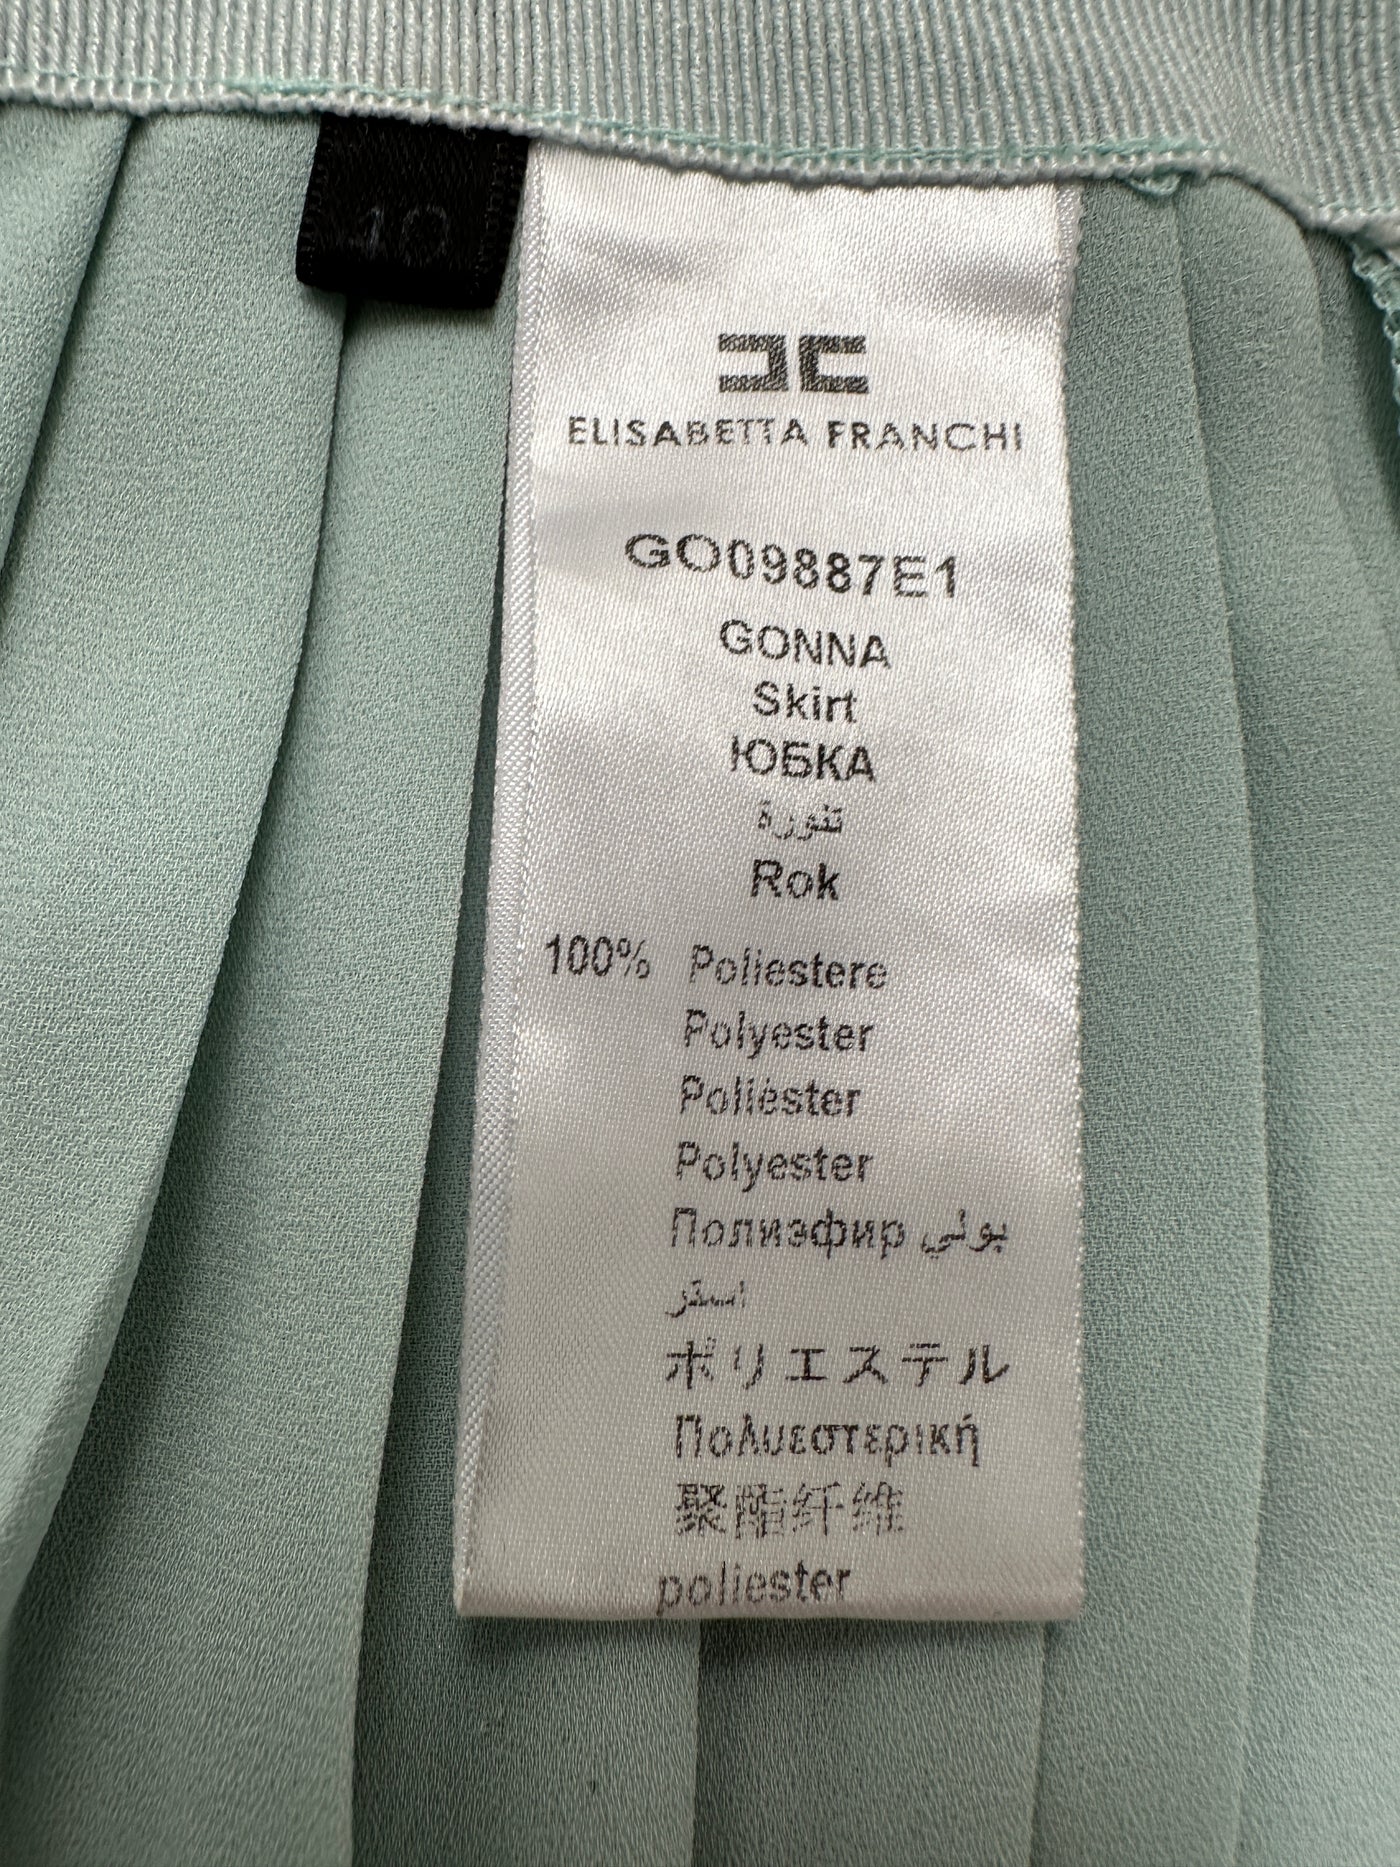 40
ELISABETTA FRANCHI
GO09887E1
GONNA
Skirt
ЮБКА
تنورة
Rok
100% Poliestere
Polyester
Poliéster
Polyester
Полиэфир بولي
استر
ポリエステル
Πολυεστερική
聚酯纤维
poliester